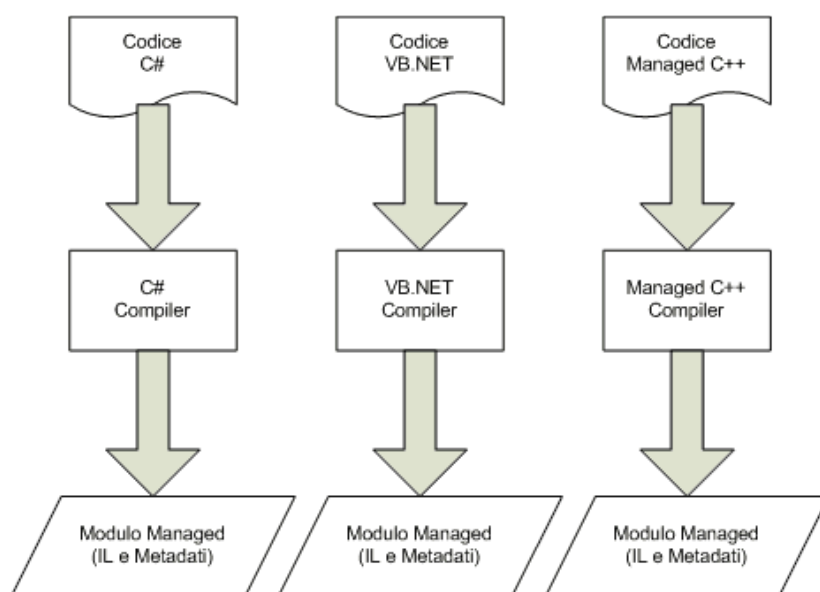 Codice
C#
Codice
VB.NET
Codice
Managed C++
C#
Compiler
VB.NET
Compiler
Managed C++
Compiler
Modulo Managed
(IL e Metadati)
Modulo Managed
(IL e Metadati)
Modulo Managed
(IL e Metadati)